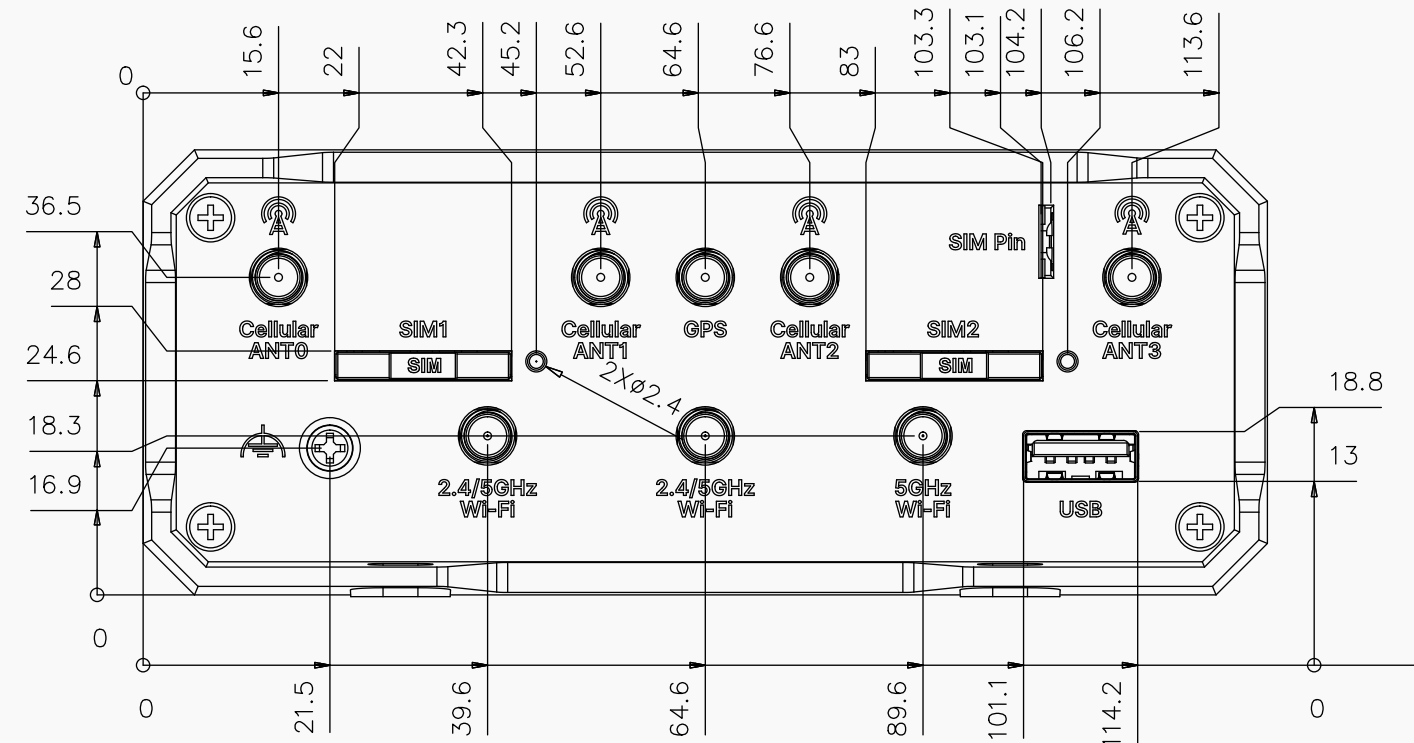 0
15.6
22
42.3
45.2
52.6
64.6
76.6
83
103.3
103.1
104.2
106.2
113.6
36.5
28
24.6
18.3
16.9
0
SIM Pin
Cellular
ANT0
SIM1
SIM
Cellular
ANT1
GPS
Cellular
ANT2
SIM2
SIM
Cellular
ANT3
2Xø2.4
18.8
13
2.4/5GHz
Wi-Fi
2.4/5GHz
Wi-Fi
5GHz
Wi-Fi
USB
0
21.5
39.6
64.6
89.6
101.1
114.2
0